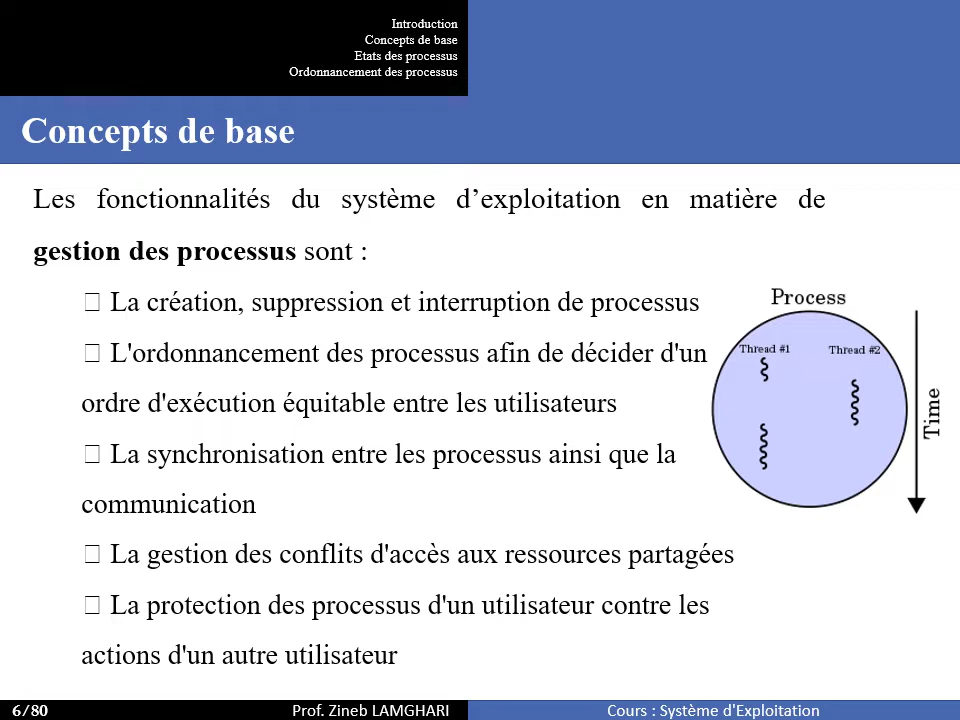 Introduction
Concepts de base
Etats des processus
Ordonnancement des processus
Concepts de base
Les fonctionnalités du système d’exploitation en matière de
gestion des processus sont :
La création, suppression et interruption de processus
L'ordonnancement des processus afin de décider d'un
ordre d'exécution équitable entre les utilisateurs
La synchronisation entre les processus ainsi que la
communication
La gestion des conflits d'accès aux ressources partagées
La protection des processus d'un utilisateur contre les
actions d'un autre utilisateur
Process
Thread #1
Thread #2
Time
6/80
Prof. Zineb LAMGHARI
Cours : Système d'Exploitation